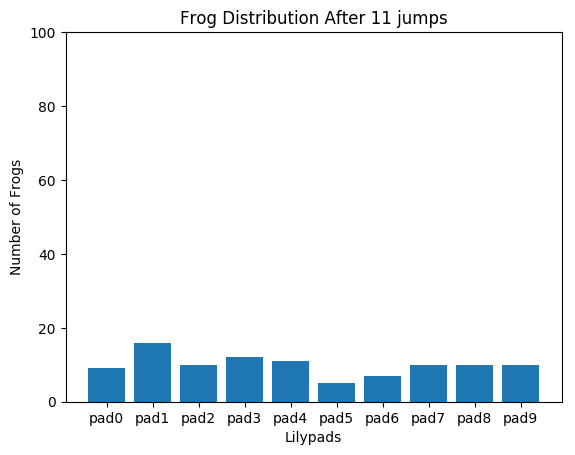 Frog Distribution After 11 jumps
100
80
60
40
20
0
Number of Frogs
pad0 pad1 pad2 pad3 pad4 pad5 pad6 pad7 pad8 pad9
Lilypads